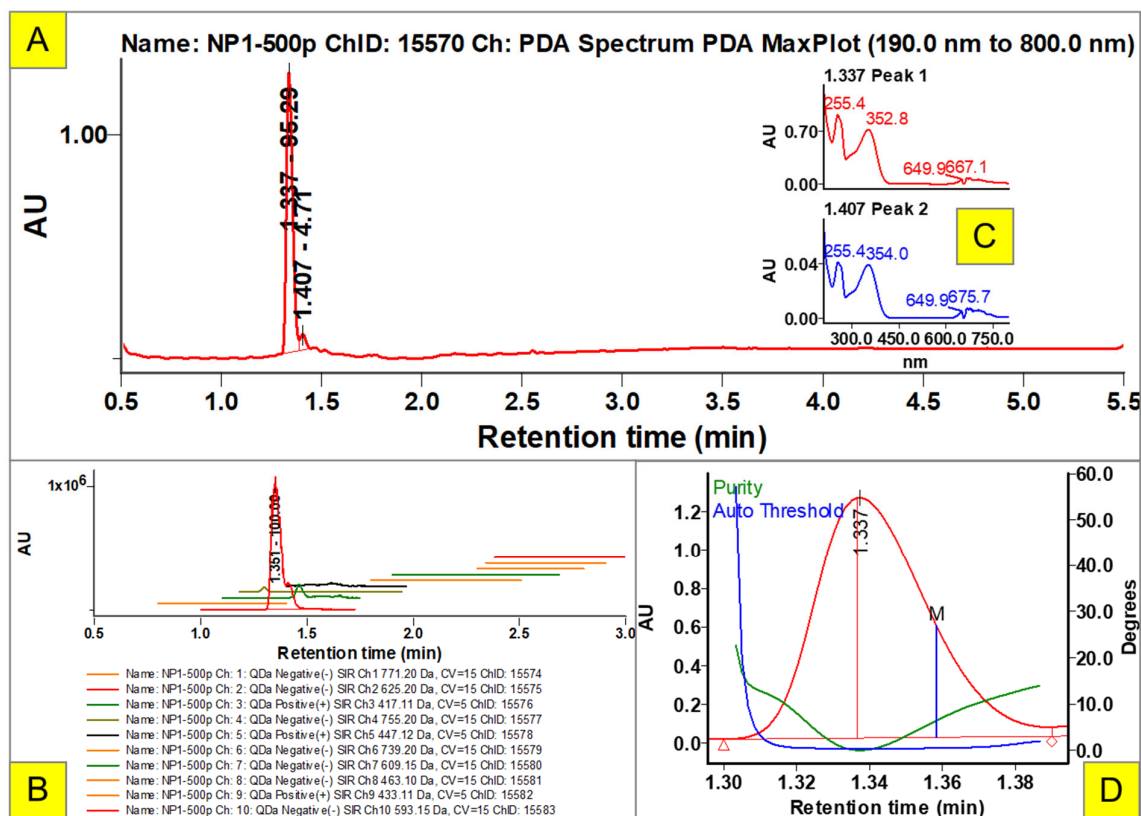 A
Name: NP1-500p ChID: 15570 Ch: PDA Spectrum PDA MaxPlot (190.0 nm to 800.0 nm)
AU
1.00
1.337 - 95.29
1.407 - 4.71
0.5 1.0 1.5 2.0 2.5 3.0 3.5 4.0 4.5 5.0 5.5
Retention time (min)
1.337 Peak 1
255.4
352.8
649.9 667.1
AU
0.70
0.00
1.407 Peak 2
255.4 354.0
649.9 675.7
AU
0.04
0.00
300.0 450.0 600.0 750.0
nm
C
1x10^6
AU
1.351 - 100.00
0.5 1.0 1.5 2.0 2.5 3.0
Retention time (min)
Name: NP1-500p Ch: 1: QDa Negative(-) SIR Ch1 771.20 Da, CV=15 ChID: 15574
Name: NP1-500p Ch: 2: QDa Negative(-) SIR Ch2 625.20 Da, CV=15 ChID: 15575
Name: NP1-500p Ch: 3: QDa Positive(+) SIR Ch3 417.11 Da, CV=5 ChID: 15576
Name: NP1-500p Ch: 4: QDa Negative(-) SIR Ch4 755.20 Da, CV=15 ChID: 15577
Name: NP1-500p Ch: 5: QDa Positive(+) SIR Ch5 447.12 Da, CV=5 ChID: 15578
Name: NP1-500p Ch: 6: QDa Negative(-) SIR Ch6 739.20 Da, CV=15 ChID: 15579
Name: NP1-500p Ch: 7: QDa Negative(-) SIR Ch7 609.15 Da, CV=15 ChID: 15580
Name: NP1-500p Ch: 8: QDa Negative(-) SIR Ch8 463.10 Da, CV=15 ChID: 15581
Name: NP1-500p Ch: 9: QDa Positive(+) SIR Ch9 433.11 Da, CV=5 ChID: 15582
Name: NP1-500p Ch: 10: QDa Negative(-) SIR Ch10 593.15 Da, CV=15 ChID: 15583
B
Purity
Auto Threshold
1.337
M
AU
1.2
1.0
0.8
0.6
0.4
0.2
0.0
60.0
50.0
40.0
30.0
20.0
10.0
0.0
Degrees
1.30 1.32 1.34 1.36 1.38
Retention time (min)
D